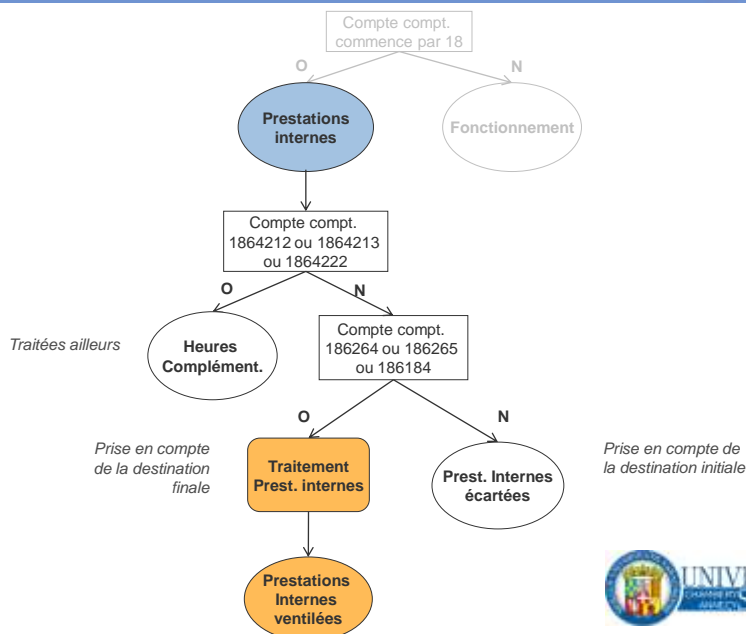 Compte compt.
commence par 18
O
N
Prestations
internes
Fonctionnement
Compte compt.
1864212 ou 1864213
ou 1864222
O
N
Traitées ailleurs
Heures
Complément.
Compte compt.
186264 ou 186265
ou 186184
O
N
Prise en compte
de la destination
finale
Traitement
Prest. internes
Prest. Internes
écartées
Prise en compte de
la destination initiale
Prestations
Internes
ventilées
UNIVE